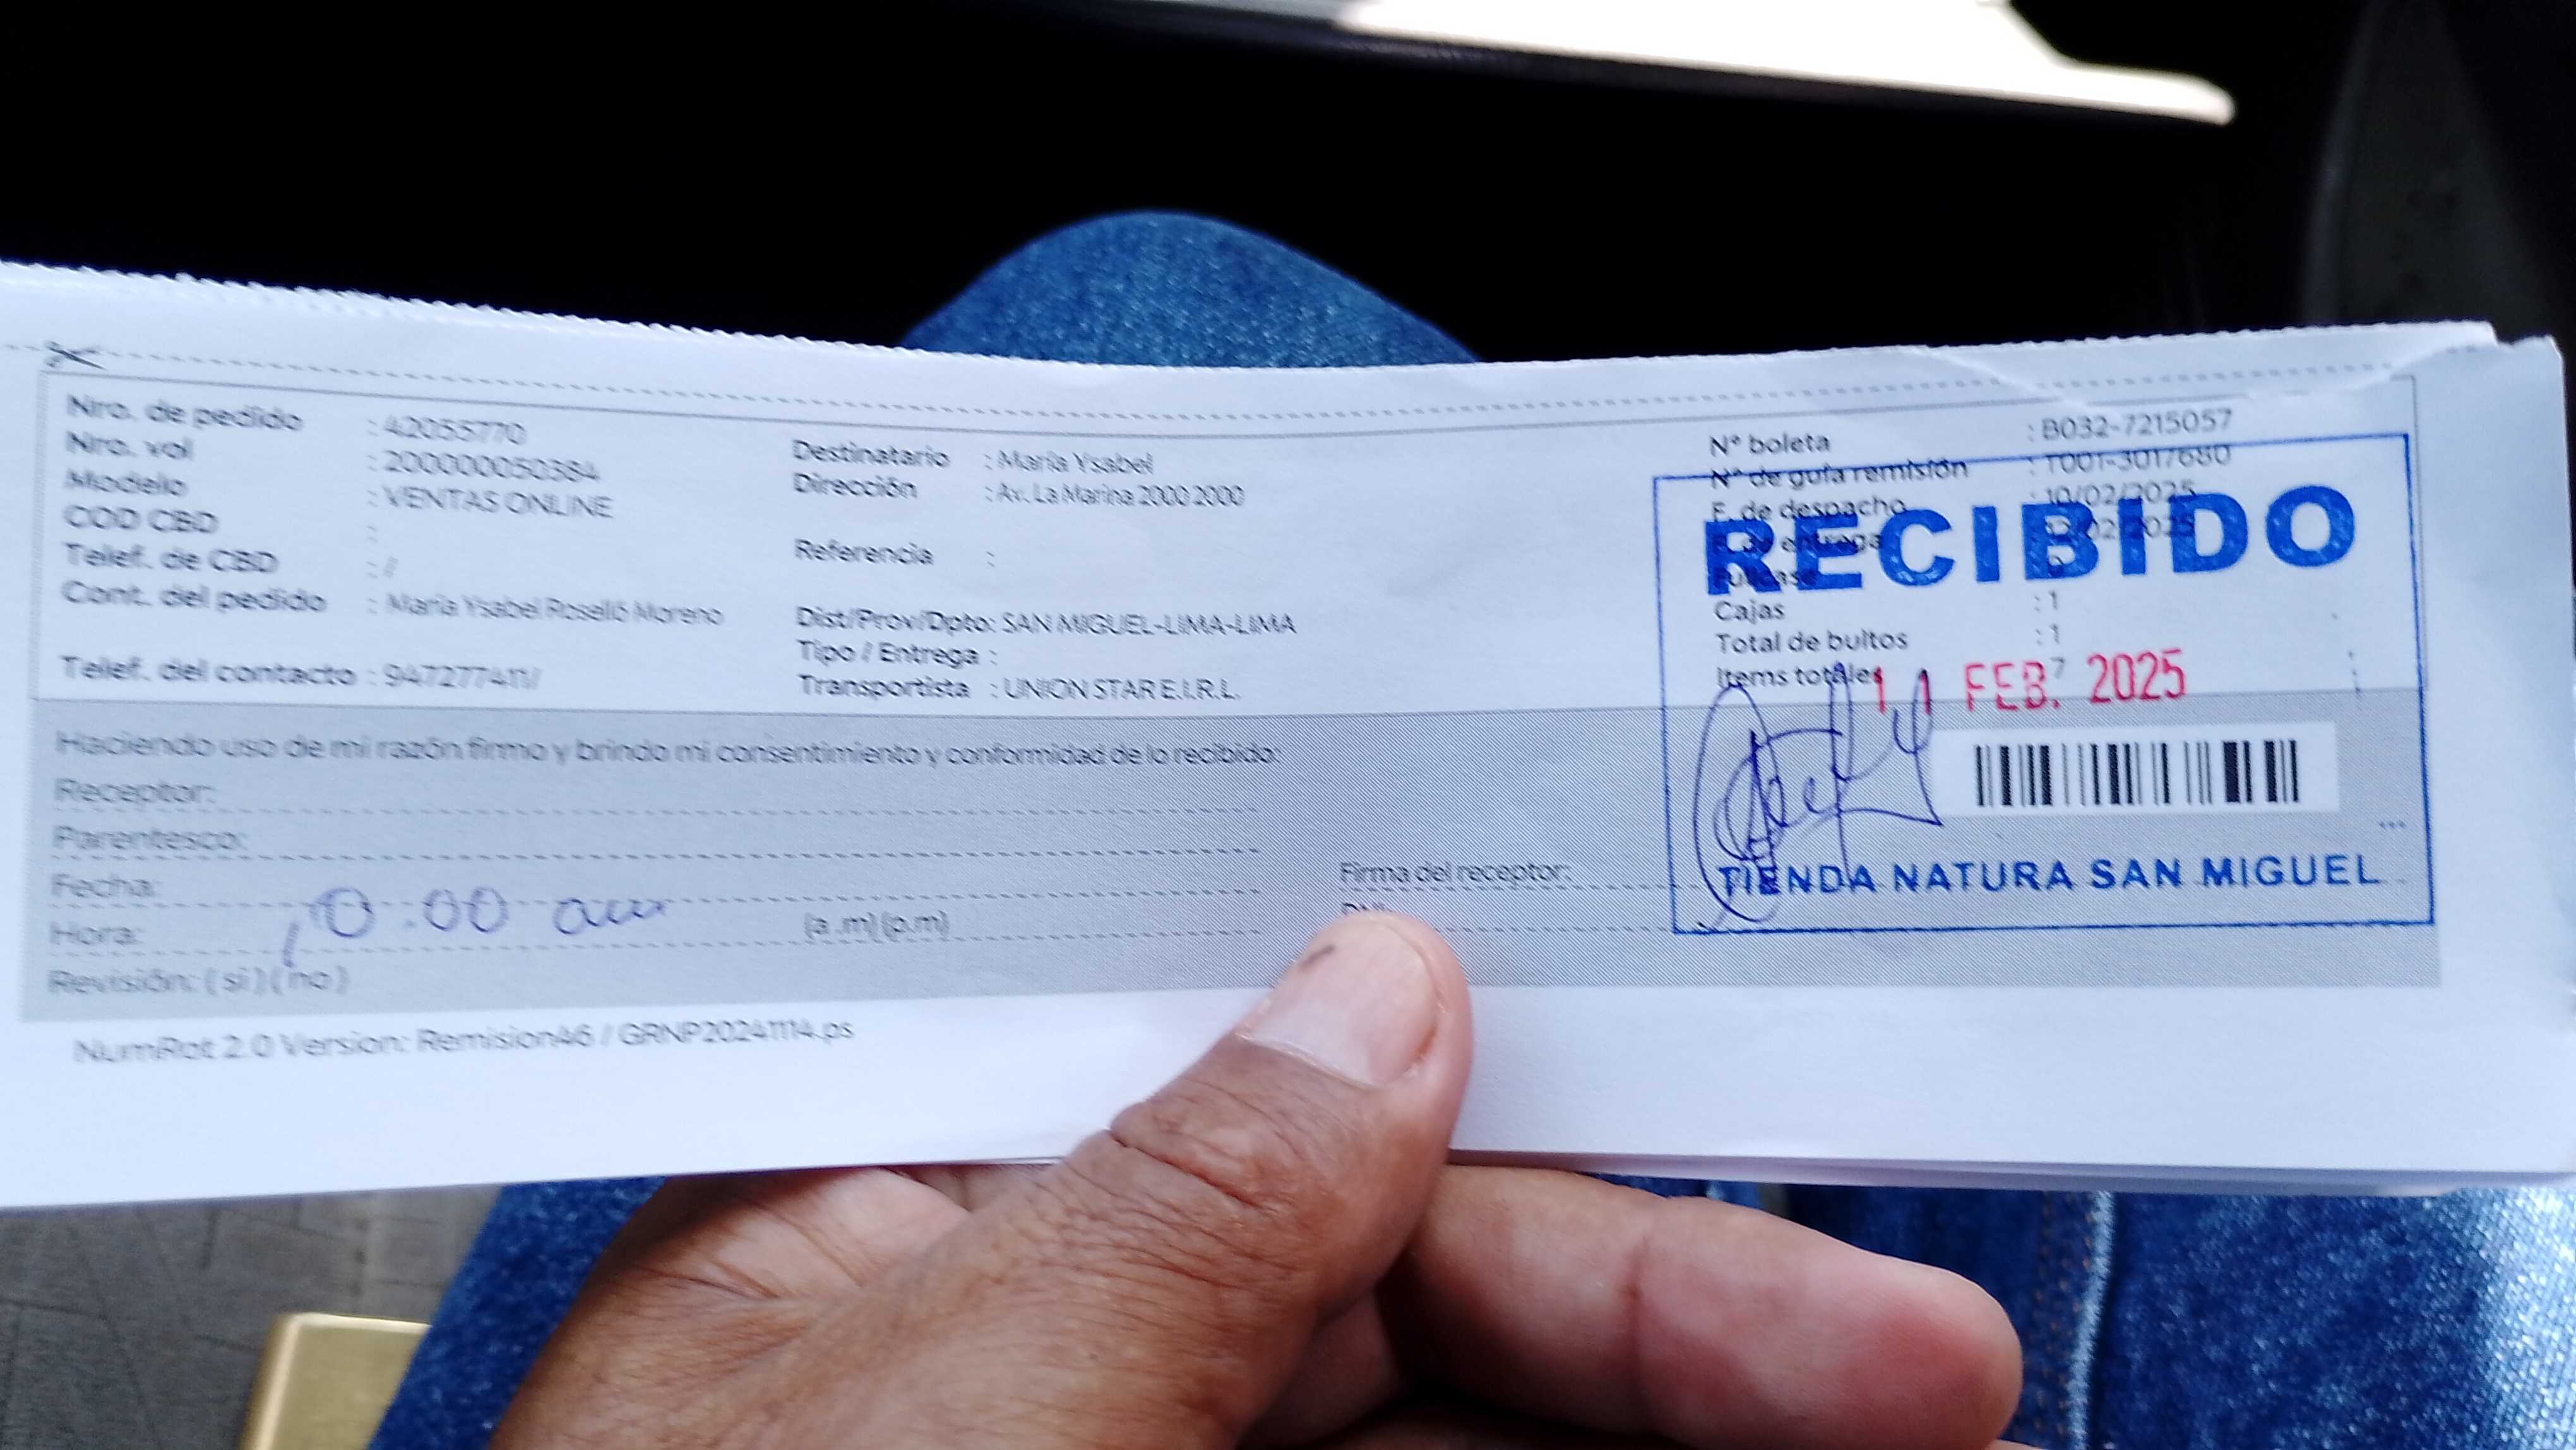 Nro. de pedido : 42055770
Nro. vol : 200000050384
Modelo : VENTAS ONLINE
COD CBD :
Telef. de CBD : /
Cont. del pedido : María Ysabel Roselló Moreno
Telef. del contacto : 947277411/
Destinatario : María Ysabel
Dirección : Av. La Marina 2000 2000
Referencia :
Dist/Prov/Dpto: SAN MIGUEL-LIMA-LIMA
Tipo / Entrega :
Transportista : UNION STAR E.I.R.L.
N° boleta : B032-7215057
N° de guía remisión : T001-3017680
F. de despacho : 10/02/2025
RECIBIDO
Cajas : 1
Total de bultos : 1
Items totales 7
11 FEB. 2025
TIENDA NATURA SAN MIGUEL
Haciendo uso de mi razón firmo y brindo mi consentimiento y conformidad de lo recibido:
Receptor:
Parentesco:
Fecha:
Hora: 10:00 am (a.m) (p.m)
Revisión: ( si ) ( no )
Firma del receptor:
NumRot 2.0 Version: Remision46 / GRNP20241114.ps